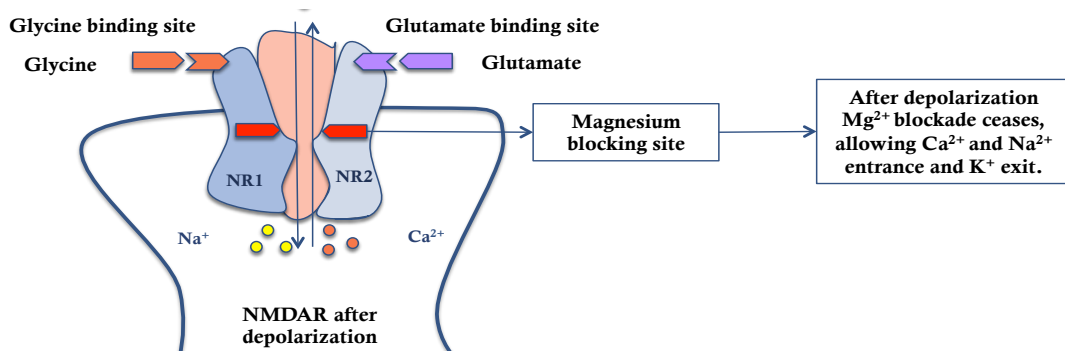 Glycine binding site
Glutamate binding site
Glycine
Glutamate
Magnesium
blocking site
After depolarization
Mg²⁺ blockade ceases,
allowing Ca²⁺ and Na²⁺
entrance and K⁺ exit.
NR1
NR2
Na⁺
Ca²⁺
NMDAR after
depolarization